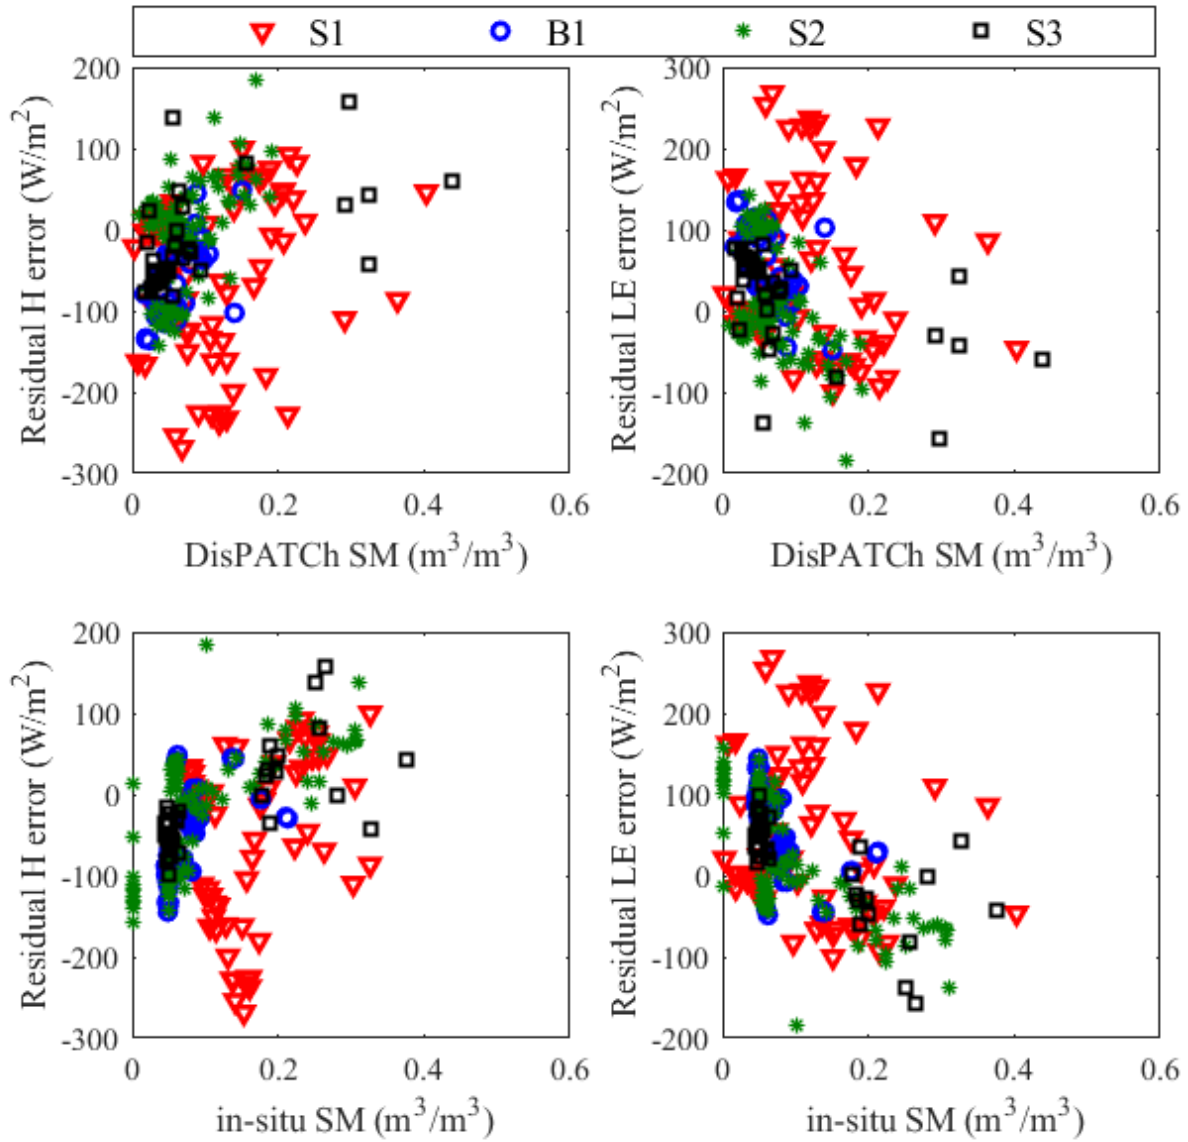 S1 B1 S2 S3
200
100
0
-100
-200
-300
Residual H error (W/m²)
0 0.2 0.4 0.6
DisPATCh SM (m³/m³)
300
200
100
0
-100
-200
Residual LE error (W/m²)
0 0.2 0.4 0.6
DisPATCh SM (m³/m³)
200
100
0
-100
-200
-300
Residual H error (W/m²)
0 0.2 0.4 0.6
in-situ SM (m³/m³)
300
200
100
0
-100
-200
Residual LE error (W/m²)
0 0.2 0.4 0.6
in-situ SM (m³/m³)